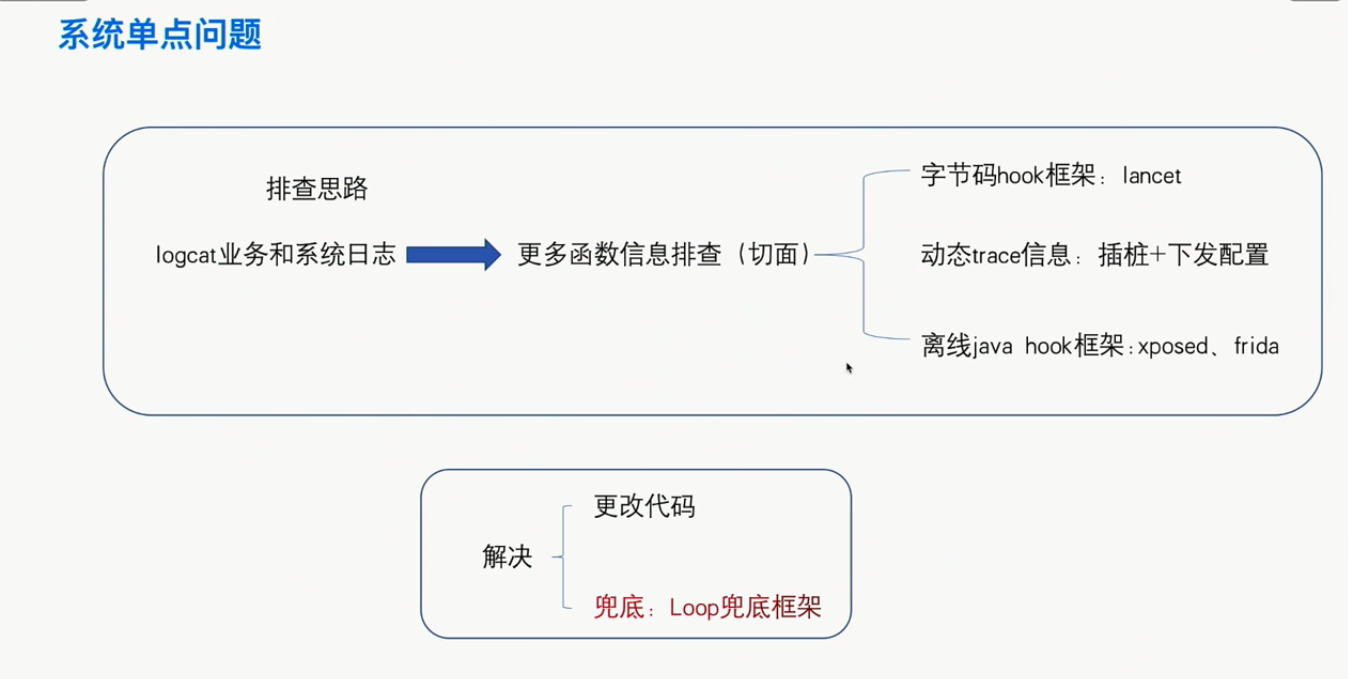 系统单点问题
排查思路
logcat业务和系统日志
更多函数信息排查（切面）
字节码hook框架：lancet
动态trace信息：插桩+下发配置
离线java hook框架:xposed、frida
解决
更改代码
兜底：Loop兜底框架